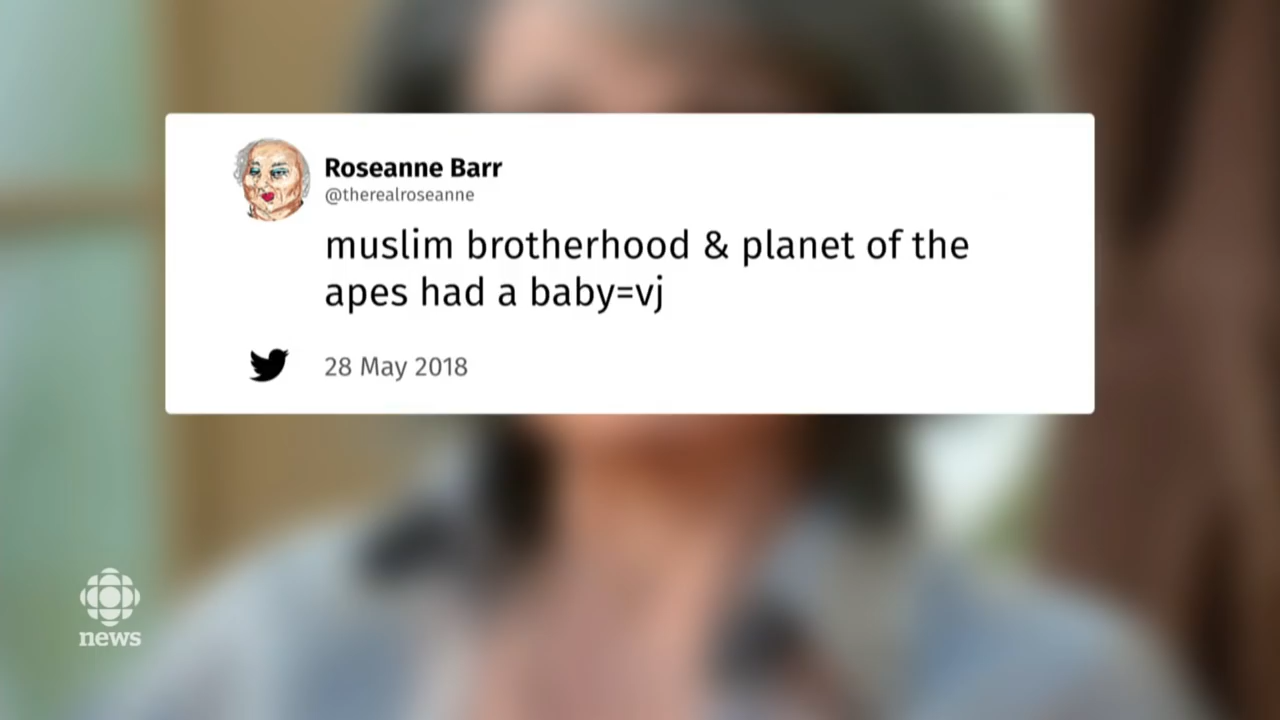 Roseanne Barr
@therealroseanne
muslim brotherhood & planet of the
apes had a baby=vj
28 May 2018
news